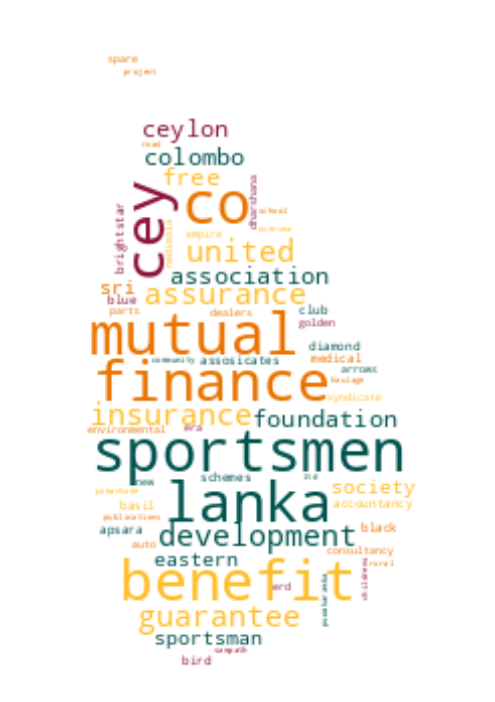 spare
project
ceylon
road
colombo
free
cey
co
dharshana
school
brightstar
empire
united
association
sri
assurance
blue
parts
dealers
club
golden
mutual
diamond
community
assosicates
medical
arrows
finance
haulage
syndicate
insurance
foundation
environmental
era
sportsmen
schemes
new
ltd
society
lanka
basil
accountancy
publications
apsara
development
black
auto
consultancy
eastern
rural
benefit
erd
guarantee
sportsman
sampath
bird